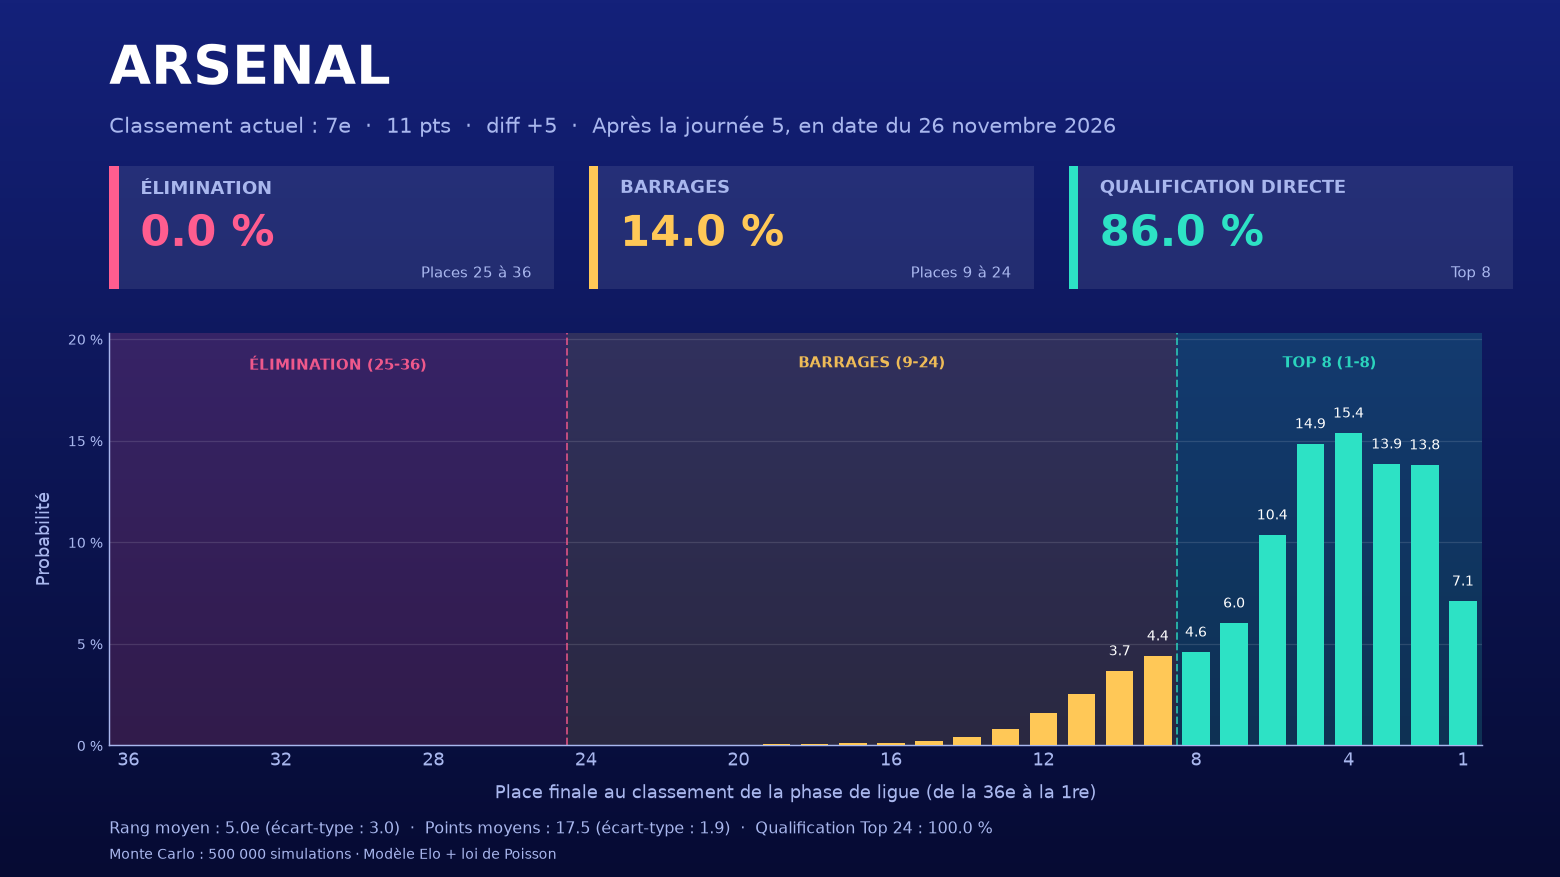 ARSENAL
Classement actuel : 7e · 11 pts · diff +5 · Après la journée 5, en date du 26 novembre 2026
ÉLIMINATION
0.0 %
Places 25 à 36
BARRAGES
14.0 %
Places 9 à 24
QUALIFICATION DIRECTE
86.0 %
Top 8
20 %
15 %
10 %
5 %
0 %
Probabilité
ÉLIMINATION (25-36)
BARRAGES (9-24)
TOP 8 (1-8)
3.7
4.4
4.6
6.0
10.4
14.9
15.4
13.9
13.8
7.1
36 32 28 24 20 16 12 8 4 1
Place finale au classement de la phase de ligue (de la 36e à la 1re)
Rang moyen : 5.0e (écart-type : 3.0) · Points moyens : 17.5 (écart-type : 1.9) · Qualification Top 24 : 100.0 %
Monte Carlo : 500 000 simulations · Modèle Elo + loi de Poisson